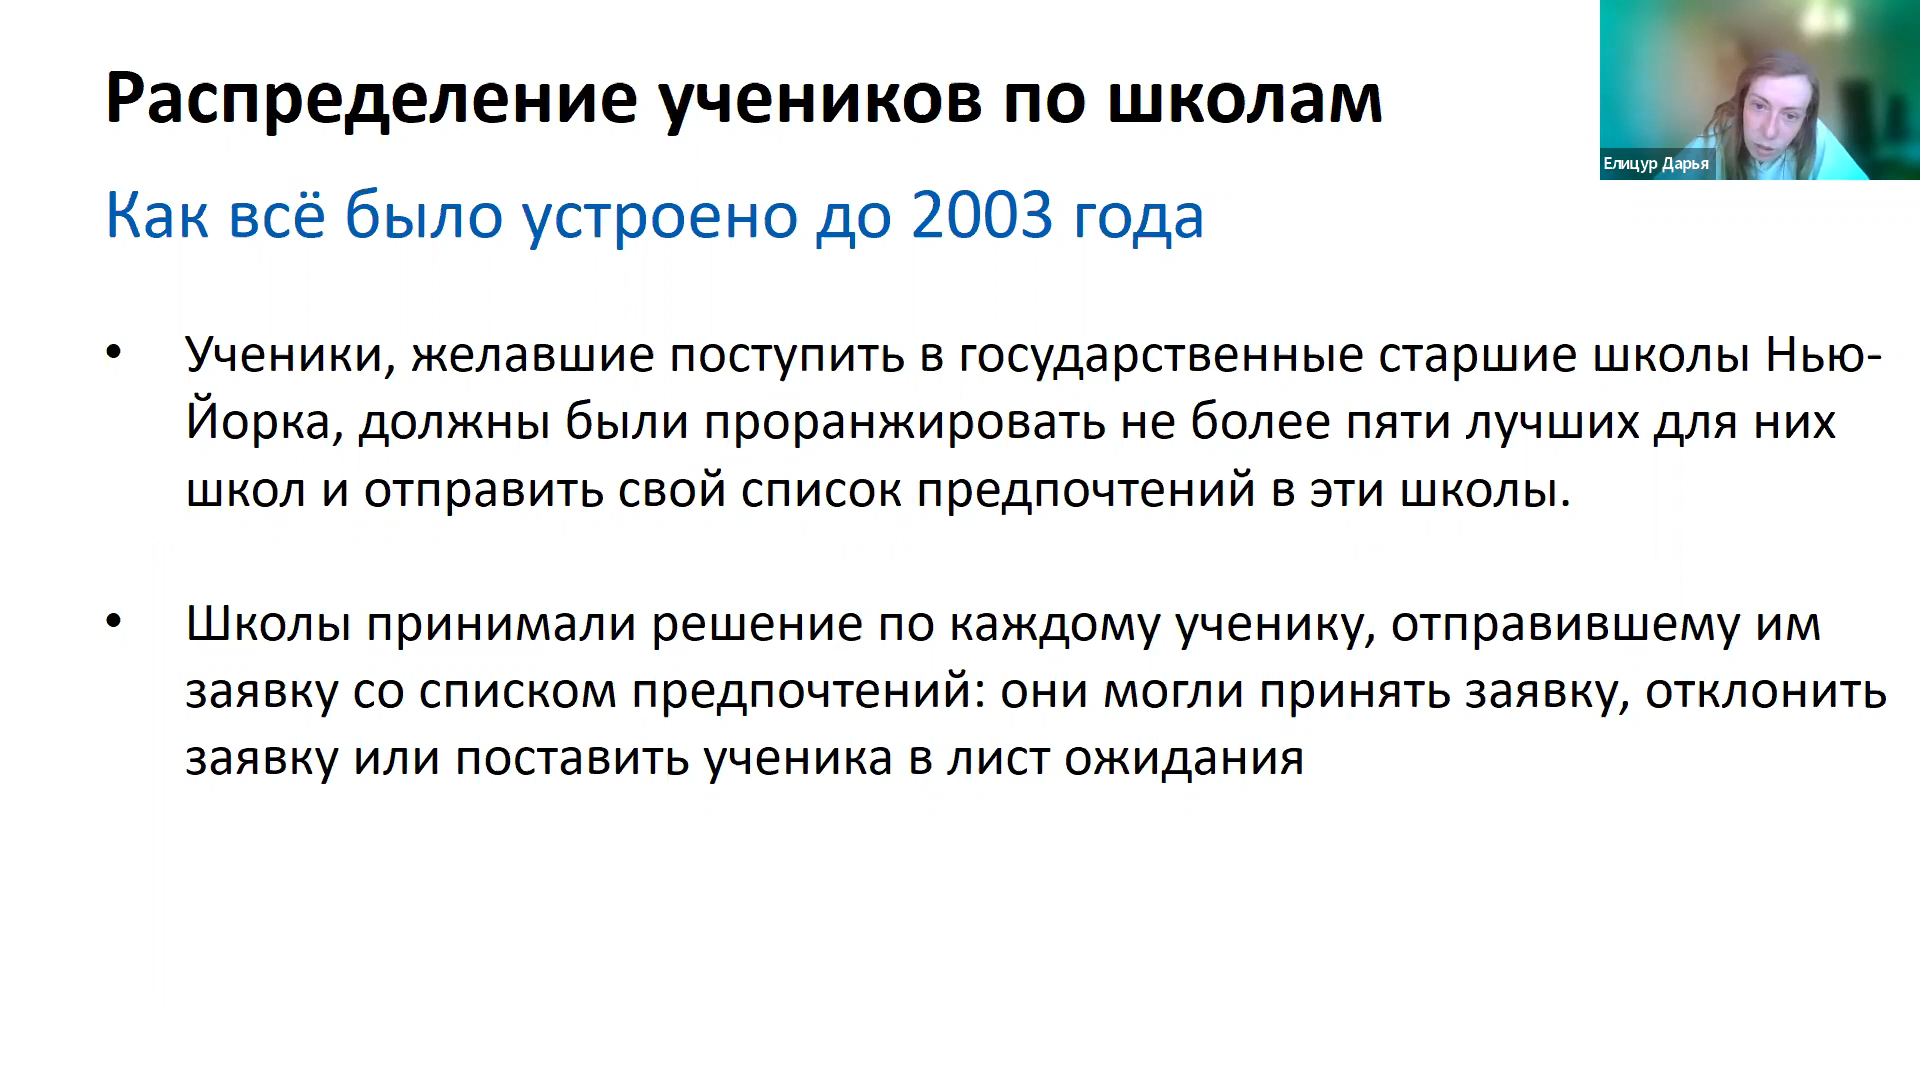 Распределение учеников по школам
Елицур Дарья
Как всё было устроено до 2003 года
• Ученики, желавшие поступить в государственные старшие школы Нью-
Йорка, должны были проранжировать не более пяти лучших для них
школ и отправить свой список предпочтений в эти школы.
• Школы принимали решение по каждому ученику, отправившему им
заявку со списком предпочтений: они могли принять заявку, отклонить
заявку или поставить ученика в лист ожидания